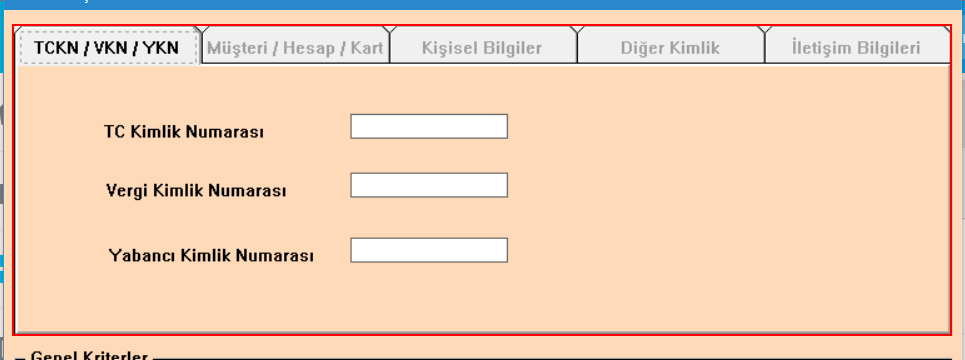 TCKN / VKN / YKN
Müşteri / Hesap / Kart
Kişisel Bilgiler
Diğer Kimlik
İletişim Bilgileri
TC Kimlik Numarası
Vergi Kimlik Numarası
Yabancı Kimlik Numarası
Genel Kriterler